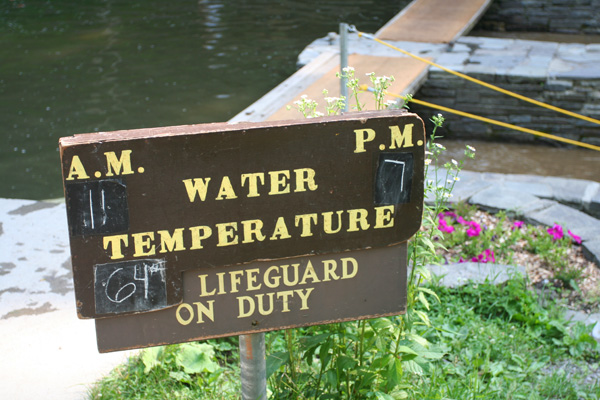 A.M. P.M.
11 7
WATER
TEMPERATURE
64°
LIFEGUARD
ON DUTY